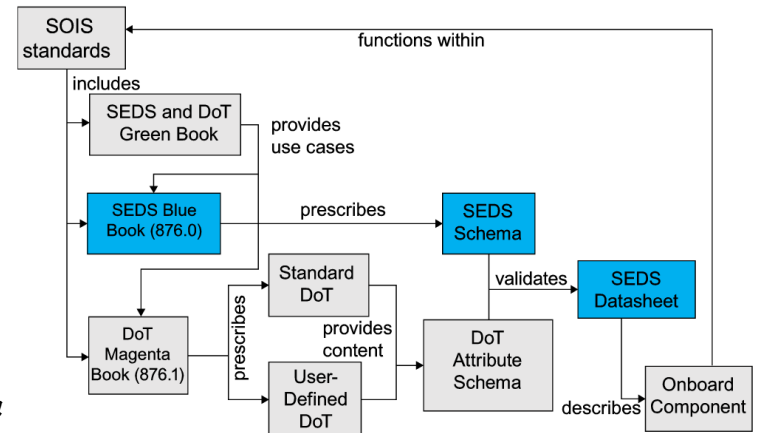 SOIS
standards
functions within
includes
SEDS and DoT
Green Book
provides
use cases
SEDS Blue
Book (876.0)
prescribes
SEDS
Schema
Standard
DoT
validates
SEDS
Datasheet
DoT
Magenta
Book (876.1)
prescribes
provides
content
DoT
Attribute
Schema
User-
Defined
DoT
describes
Onboard
Component